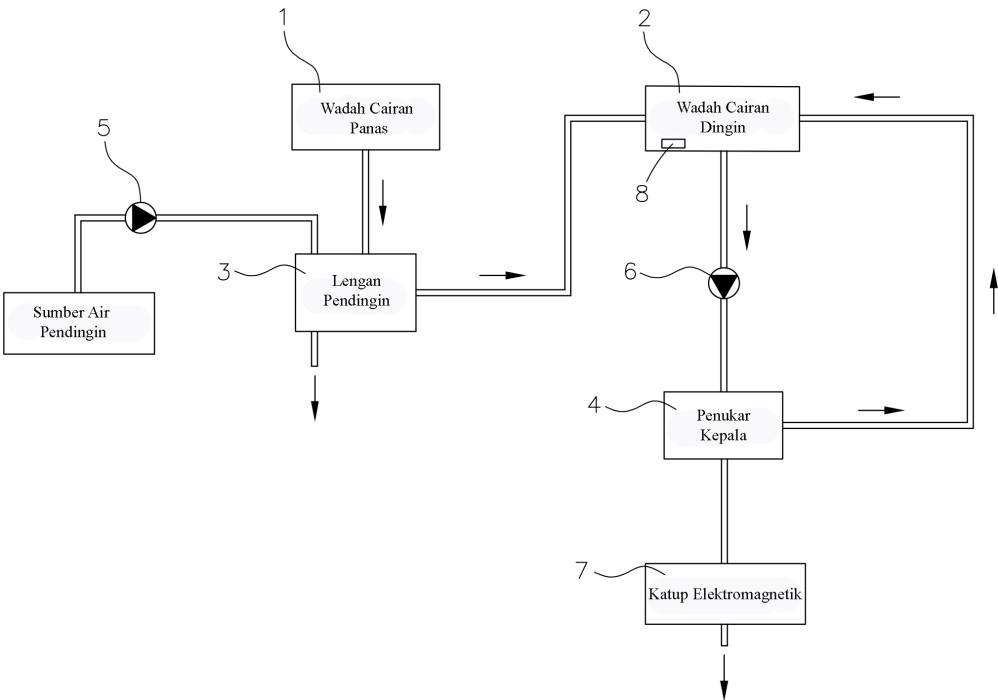 1
2
Wadah Cairan
Panas
Wadah Cairan
Dingin
5
8
3
Lengan
Pendingin
6
Sumber Air
Pendingin
4
Penukar
Kepala
7
Katup Elektromagnetik